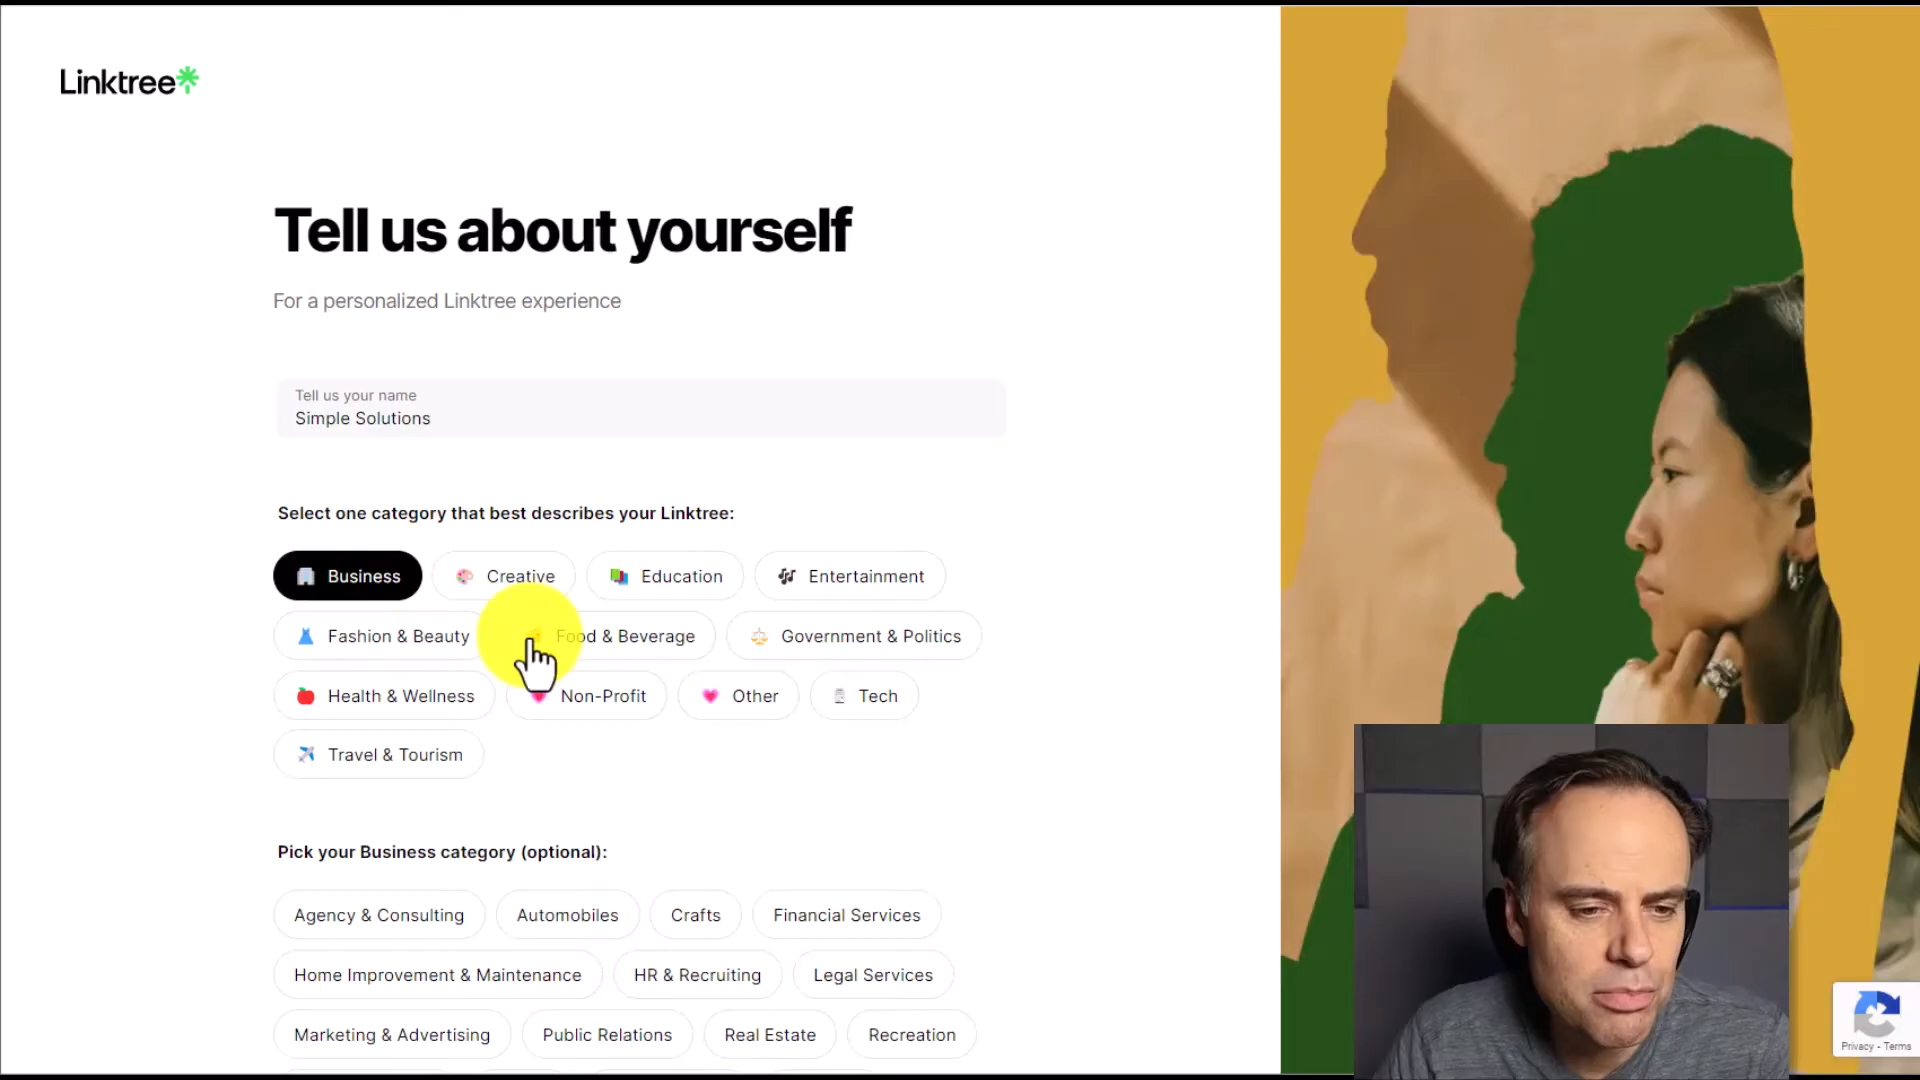 Linktree
Tell us about yourself
For a personalized Linktree experience
Tell us your name
Simple Solutions
Select one category that best describes your Linktree:
Business Creative Education Entertainment
Fashion & Beauty Food & Beverage Government & Politics
Health & Wellness Non-Profit Other Tech
Travel & Tourism
Pick your Business category (optional):
Agency & Consulting Automobiles Crafts Financial Services
Home Improvement & Maintenance HR & Recruiting Legal Services
Marketing & Advertising Public Relations Real Estate Recreation
Privacy - Terms